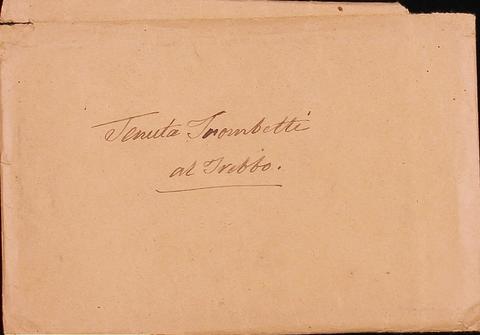 Tenuta Trombetti
al Trebbo.